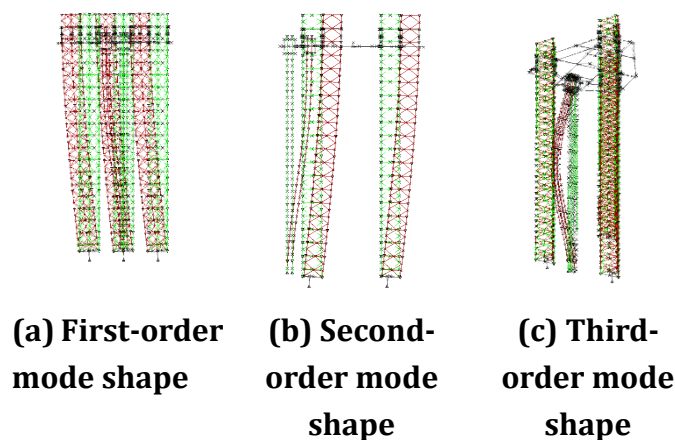 (a) First-order
mode shape
(b) Second-
order mode
shape
(c) Third-
order mode
shape